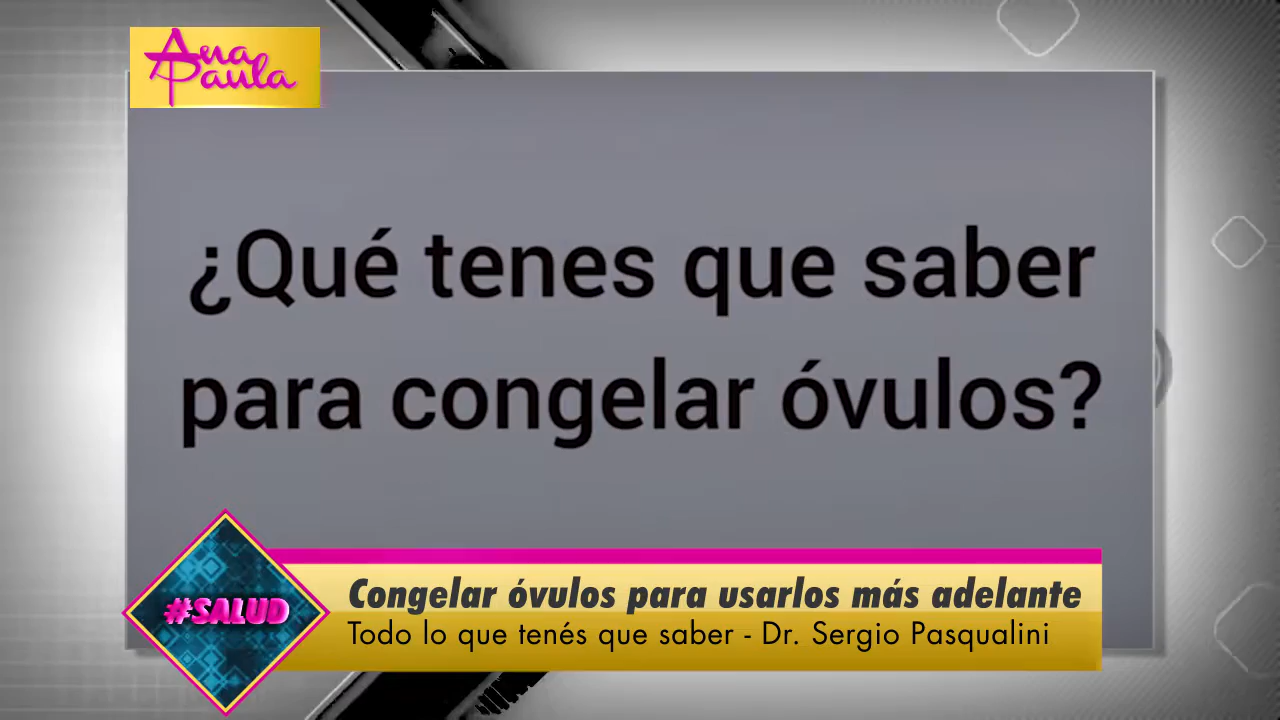 Ana
Paula
¿Qué tenes que saber
para congelar óvulos?
#SALUD
Congelar óvulos para usarlos más adelante
Todo lo que tenés que saber - Dr. Sergio Pasqualini